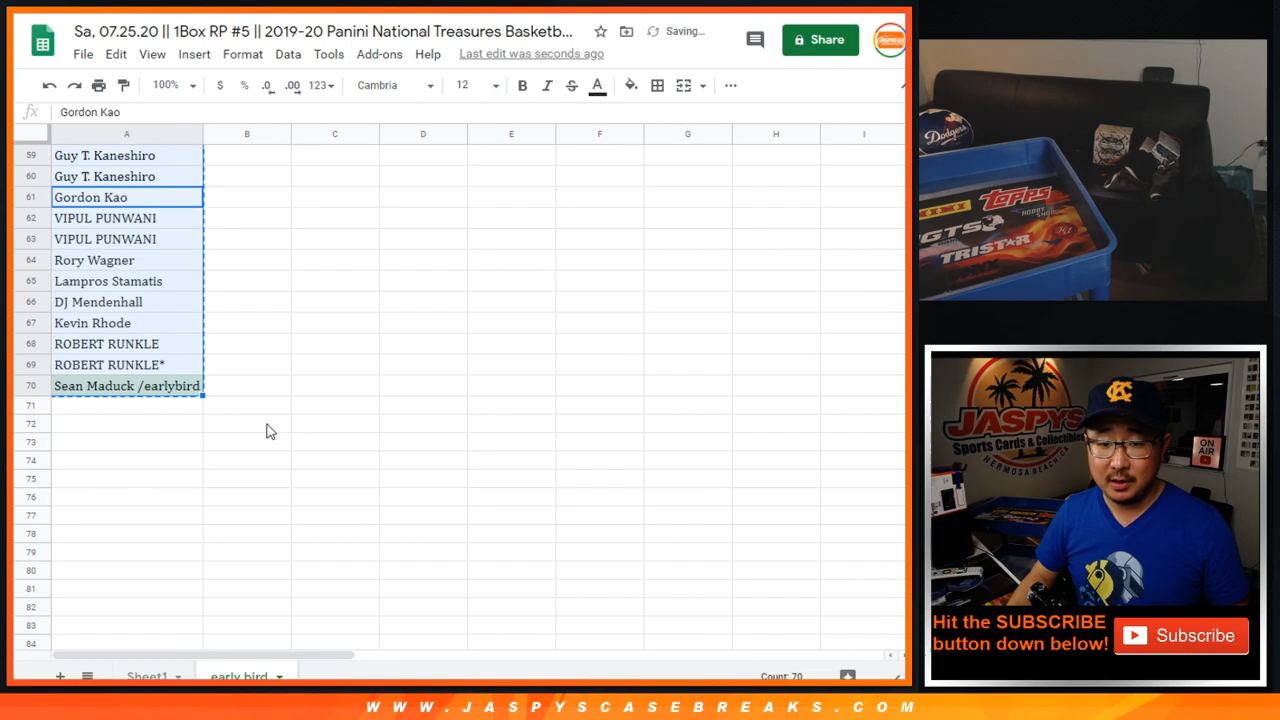 Sa, 07.25.20 || 1Box RP #5 || 2019-20 Panini National Treasures Basketb...
Saving...
File Edit View Insert Format Data Tools Add-ons Help Last edit was seconds ago
Share
100% $ % .0 .00 123 Cambria 12 B I S A
fx Gordon Kao
A B C D E F G H I
59 Guy T. Kaneshiro
60 Guy T. Kaneshiro
61 Gordon Kao
62 VIPUL PUNWANI
63 VIPUL PUNWANI
64 Rory Wagner
65 Lampros Stamatis
66 DJ Mendenhall
67 Kevin Rhode
68 ROBERT RUNKLE
69 ROBERT RUNKLE*
70 Sean Maduck /earlybird
71
72
73
74
75
76
77
78
79
80
81
82
83
84
Sheet1 early bird Count: 70
Dodgers
TOPPS
HOBBY SHOP
GTS
TRISTAR
JASPYS
Sports Cards & Collectibles
HERMOSA BEACH, CA
KC
ON AIR
Hit the SUBSCRIBE
button down below!
Subscribe
WWW.JASPYSCASEBREAKS.COM